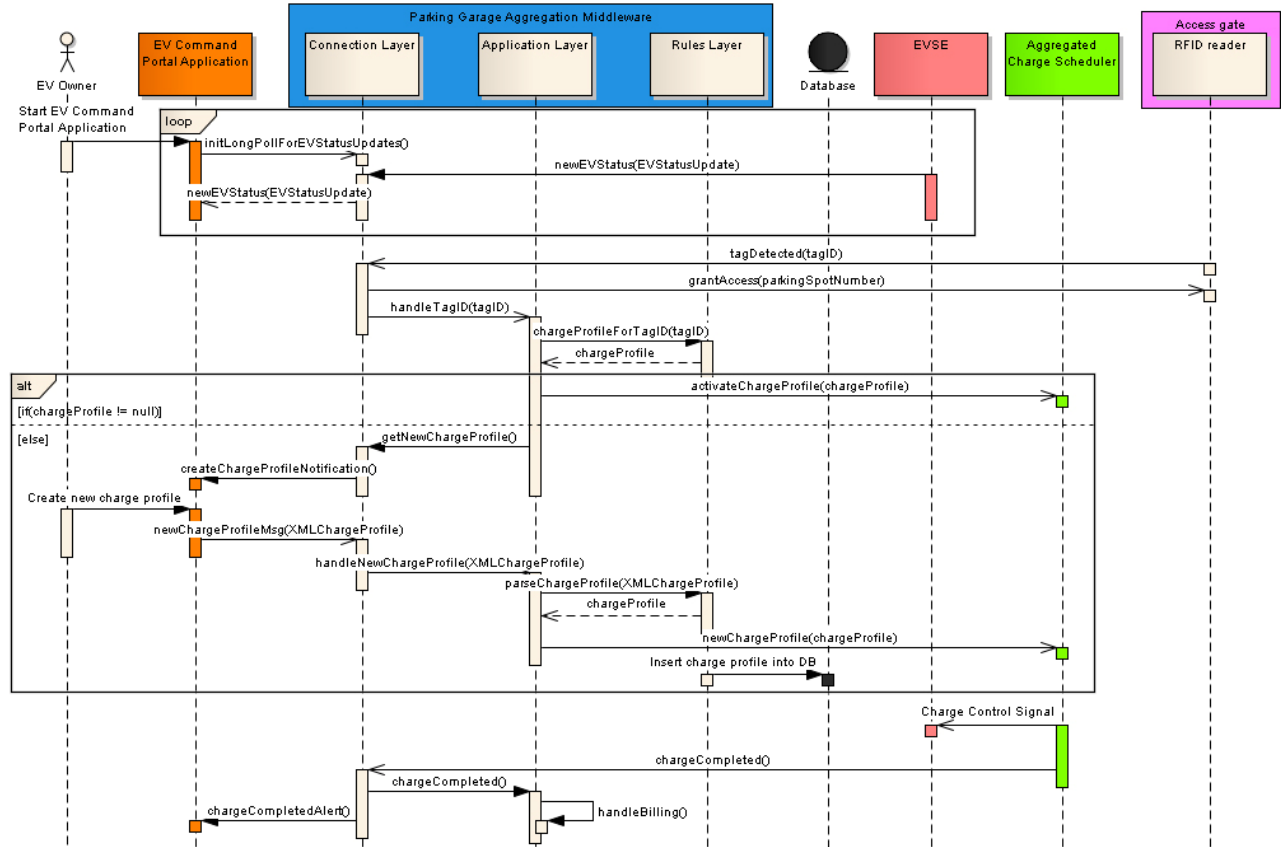 Parking Garage Aggregation Middleware
Access gate
EV Owner
EV Command
Portal Application
Connection Layer
Application Layer
Rules Layer
Database
EVSE
Aggregated
Charge Scheduler
RFID reader
Start EV Command
Portal Application
loop
initLongPollForEVStatusUpdates()
newEVStatus(EVStatusUpdate)
newEVStatus(EVStatusUpdate)
tagDetected(tagID)
grantAccess(parkingSpotNumber)
handleTagID(tagID)
chargeProfileForTagID(tagID)
chargeProfile
alt
activateChargeProfile(chargeProfile)
[if(chargeProfile != null)]
[else]
getNewChargeProfile()
createChargeProfileNotification()
Create new charge profile
newChargeProfileMsg(XMLChargeProfile)
handleNewChargeProfile(XMLChargeProfile)
parseChargeProfile(XMLChargeProfile)
chargeProfile
newChargeProfile(chargeProfile)
Insert charge profile into DB
Charge Control Signal
chargeCompleted()
chargeCompleted()
chargeCompletedAlert()
handleBilling()